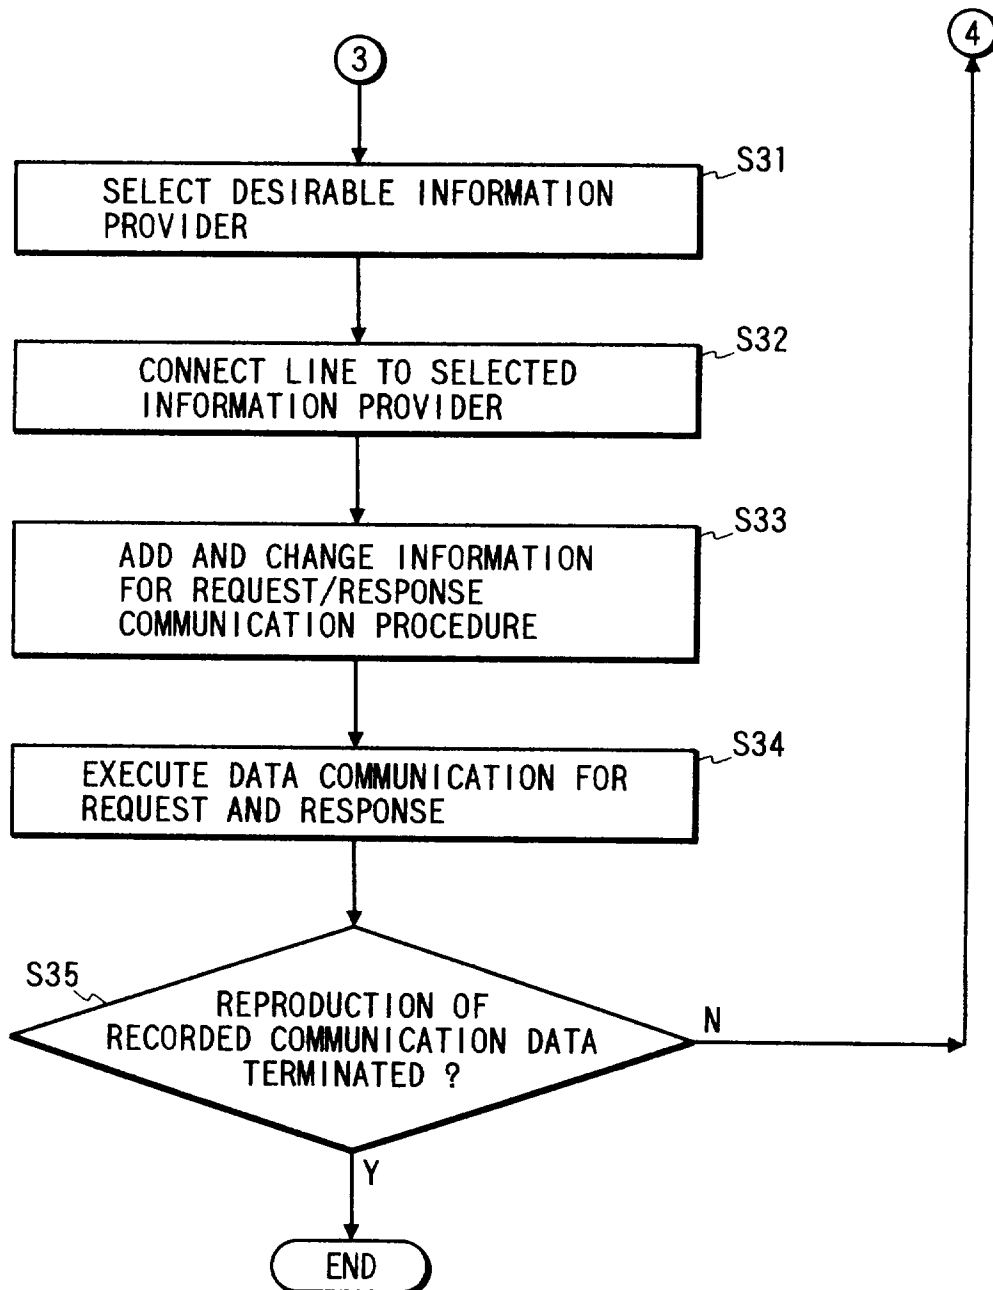 3
4
S31
SELECT DESIRABLE INFORMATION
PROVIDER
S32
CONNECT LINE TO SELECTED
INFORMATION PROVIDER
S33
ADD AND CHANGE INFORMATION
FOR REQUEST/RESPONSE
COMMUNICATION PROCEDURE
S34
EXECUTE DATA COMMUNICATION FOR
REQUEST AND RESPONSE
S35
REPRODUCTION OF
RECORDED COMMUNICATION DATA
TERMINATED ?
N
Y
END